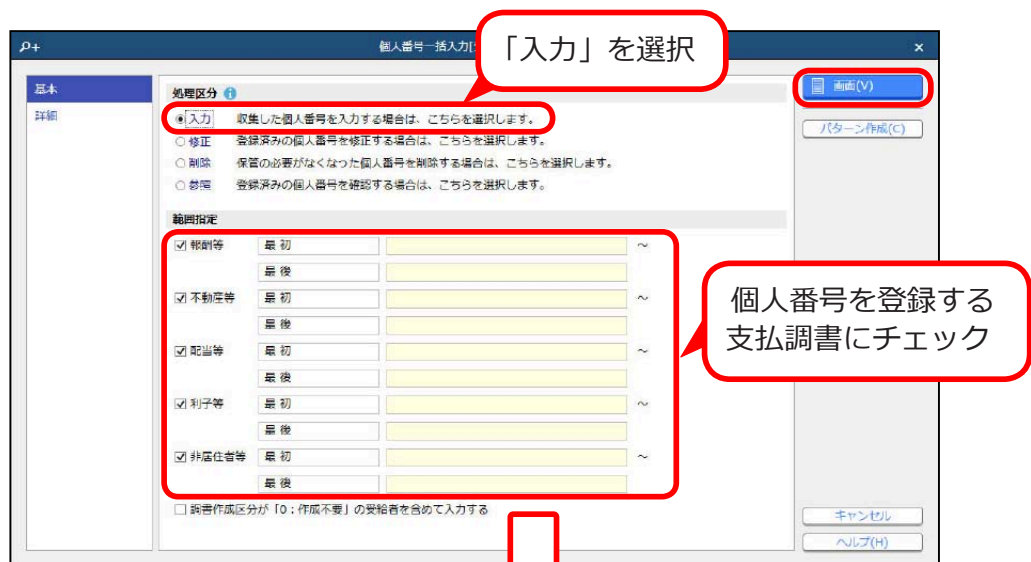 個人番号一括入力[
「入力」を選択
基本
詳細
処理区分
入力 収集した個人番号を入力する場合は、こちらを選択します。
修正 登録済みの個人番号を修正する場合は、こちらを選択します。
削除 保管の必要がなくなった個人番号を削除する場合は、こちらを選択します。
参照 登録済みの個人番号を確認する場合は、こちらを選択します。
画面(V)
パターン作成(C)
範囲指定
報酬等 最初 ～
最後
不動産等 最初 ～
最後
配当等 最初 ～
最後
利子等 最初 ～
最後
非居住者等 最初 ～
最後
個人番号を登録する
支払調書にチェック
調書作成区分が「0:作成不要」の受給者を含めて入力する
キャンセル
ヘルプ(H)